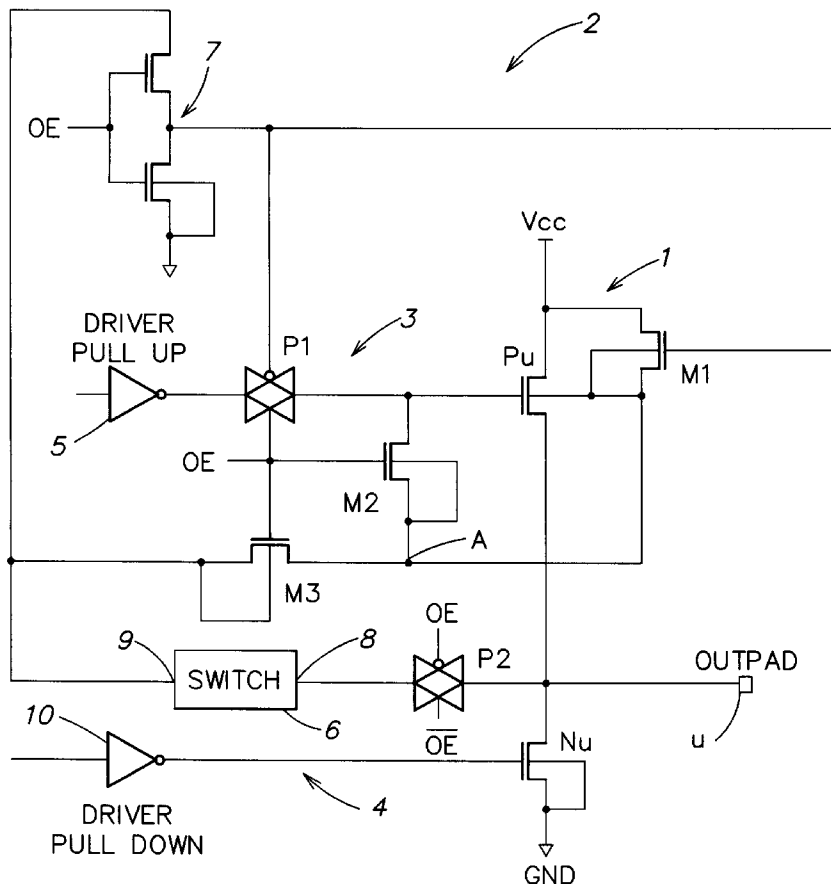 7
2
OE
Vcc
1
DRIVER
PULL UP
P1
3
Pu
M1
5
OE
M2
A
M3
OE
9
8
P2
OUTPAD
SWITCH
10
6
OE
Nu
u
4
DRIVER
PULL DOWN
GND